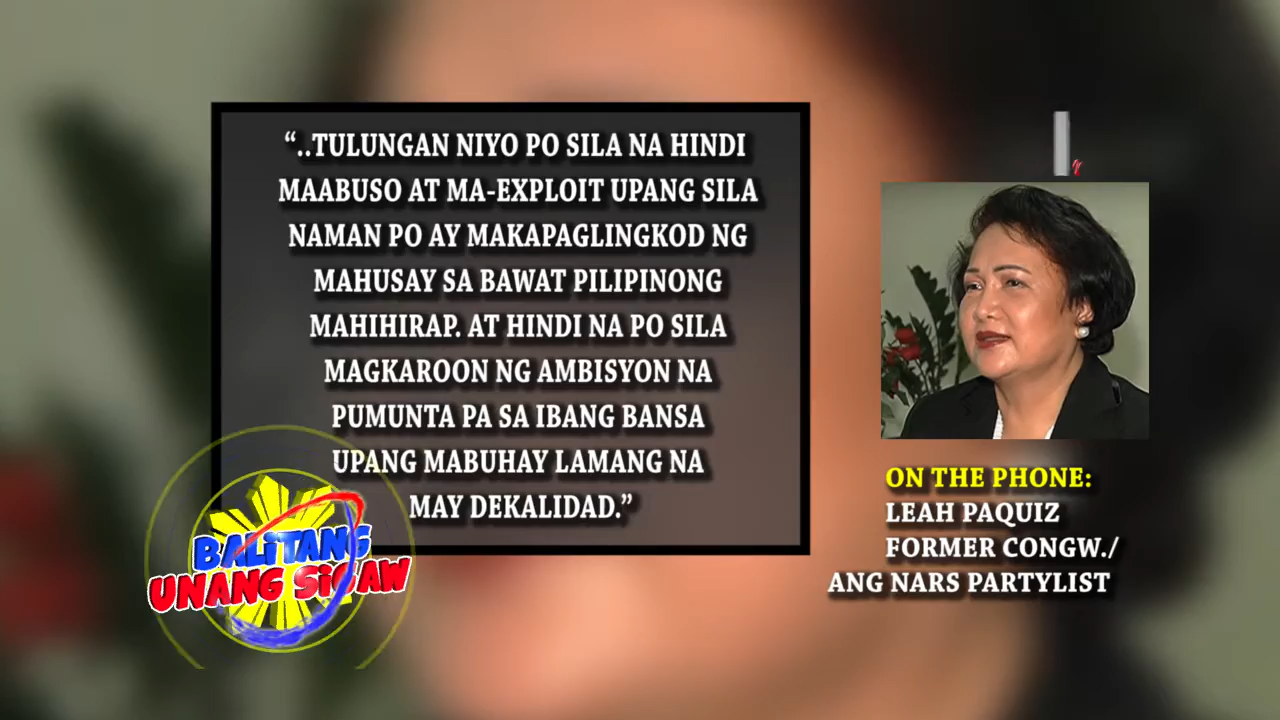 “..TULUNGAN NIYO PO SILA NA HINDI
MAABUSO AT MA-EXPLOIT UPANG SILA
NAMAN PO AY MAKAPAGLINGKOD NG
MAHUSAY SA BAWAT PILIPINONG
MAHIHIRAP. AT HINDI NA PO SILA
MAGKAROON NG AMBISYON NA
PUMUNTA PA SA IBANG BANSA
UPANG MABUHAY LAMANG NA
MAY DEKALIDAD.”
ON THE PHONE:
LEAH PAQUIZ
FORMER CONGW./
ANG NARS PARTYLIST
BALITANG
UNANG SIGAW